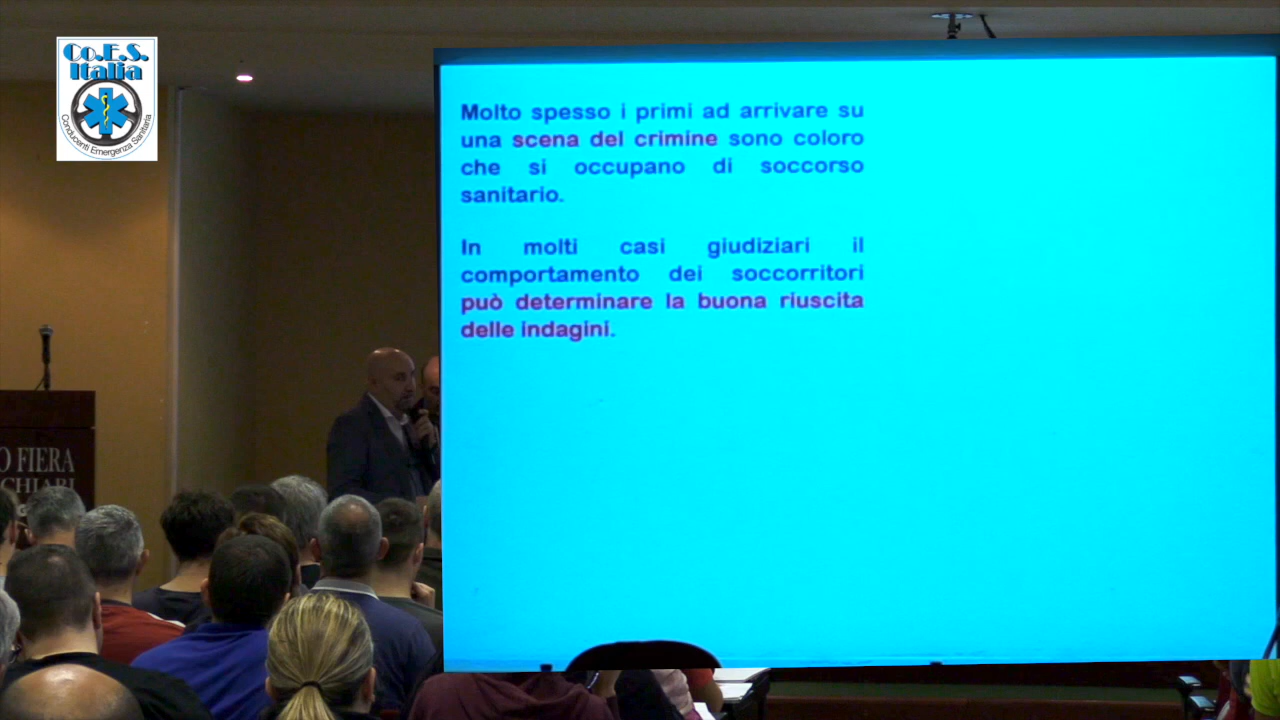 Co.E.S.
Italia
Conducenti Emergenza Sanitaria
Molto spesso i primi ad arrivare su
una scena del crimine sono coloro
che si occupano di soccorso
sanitario.
In molti casi giudiziari il
comportamento dei soccorritori
può determinare la buona riuscita
delle indagini.
O FIERA
CHIARI